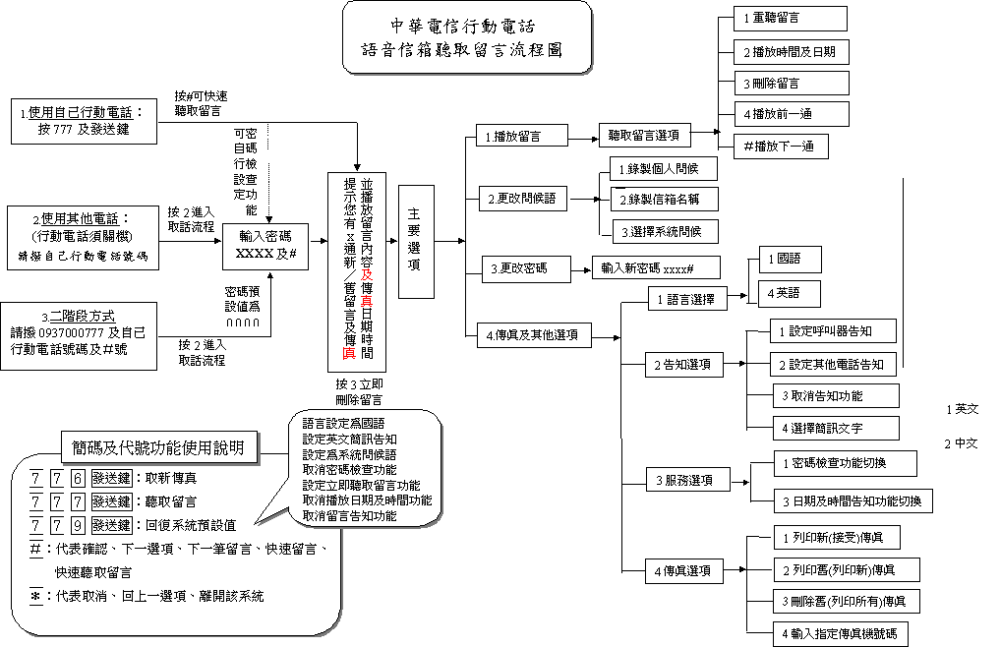 中華電信行動電話
語音信箱聽取留言流程圖
1.使用自己行動電話：
按 777 及發送鍵
按#可快速
聽取留言
可密
自碼
行檢
設查
定功
能
2.使用其他電話：
(行動電話須關機)
請撥自己行動電話號碼
按 2 進入
取話流程
輸入密碼
XXXX 及#
密碼預
設值為
3.二階段方式
請撥 0937000777 及自己
行動電話號碼及＃號
按 2 進入
取話流程
提示您有 x 通新／舊留言及傳真
並播放留言內容及傳真日期時間
按 3 立即
刪除留言
主要選項
1.播放留言
聽取留言選項
1 重聽留言
2 播放時間及日期
3 刪除留言
4 播放前一通
＃播放下一通
2.更改問候語
1.錄製個人問候
2.錄製信箱名稱
3.選擇系統問候
3.更改密碼
輸入新密碼 xxxx#
4.傳真及其他選項
1 語言選擇
1 國語
4 英語
2 告知選項
1 設定呼叫器告知
2 設定其他電話告知
3 取消告知功能
4 選擇簡訊文字
1 英文
2 中文
3 服務選項
1 密碼檢查功能切換
3 日期及時間告知功能切換
4 傳真選項
1 列印新(接受)傳真
2 列印舊(列印新)傳真
3 刪除舊(列印所有)傳真
4 輸入指定傳真機號碼
簡碼及代號功能使用說明
7 7 6 發送鍵：取新傳真
7 7 7 發送鍵：聽取留言
7 7 9 發送鍵：回復系統預設值
＃：代表確認、下一選項、下一筆留言、快速留言、
快速聽取留言
＊：代表取消、回上一選項、離開該系統
語言設定為國語
設定英文簡訊告知
設定為系統問候語
取消密碼檢查功能
設定立即聽取留言功能
取消播放日期及時間功能
取消留言告知功能